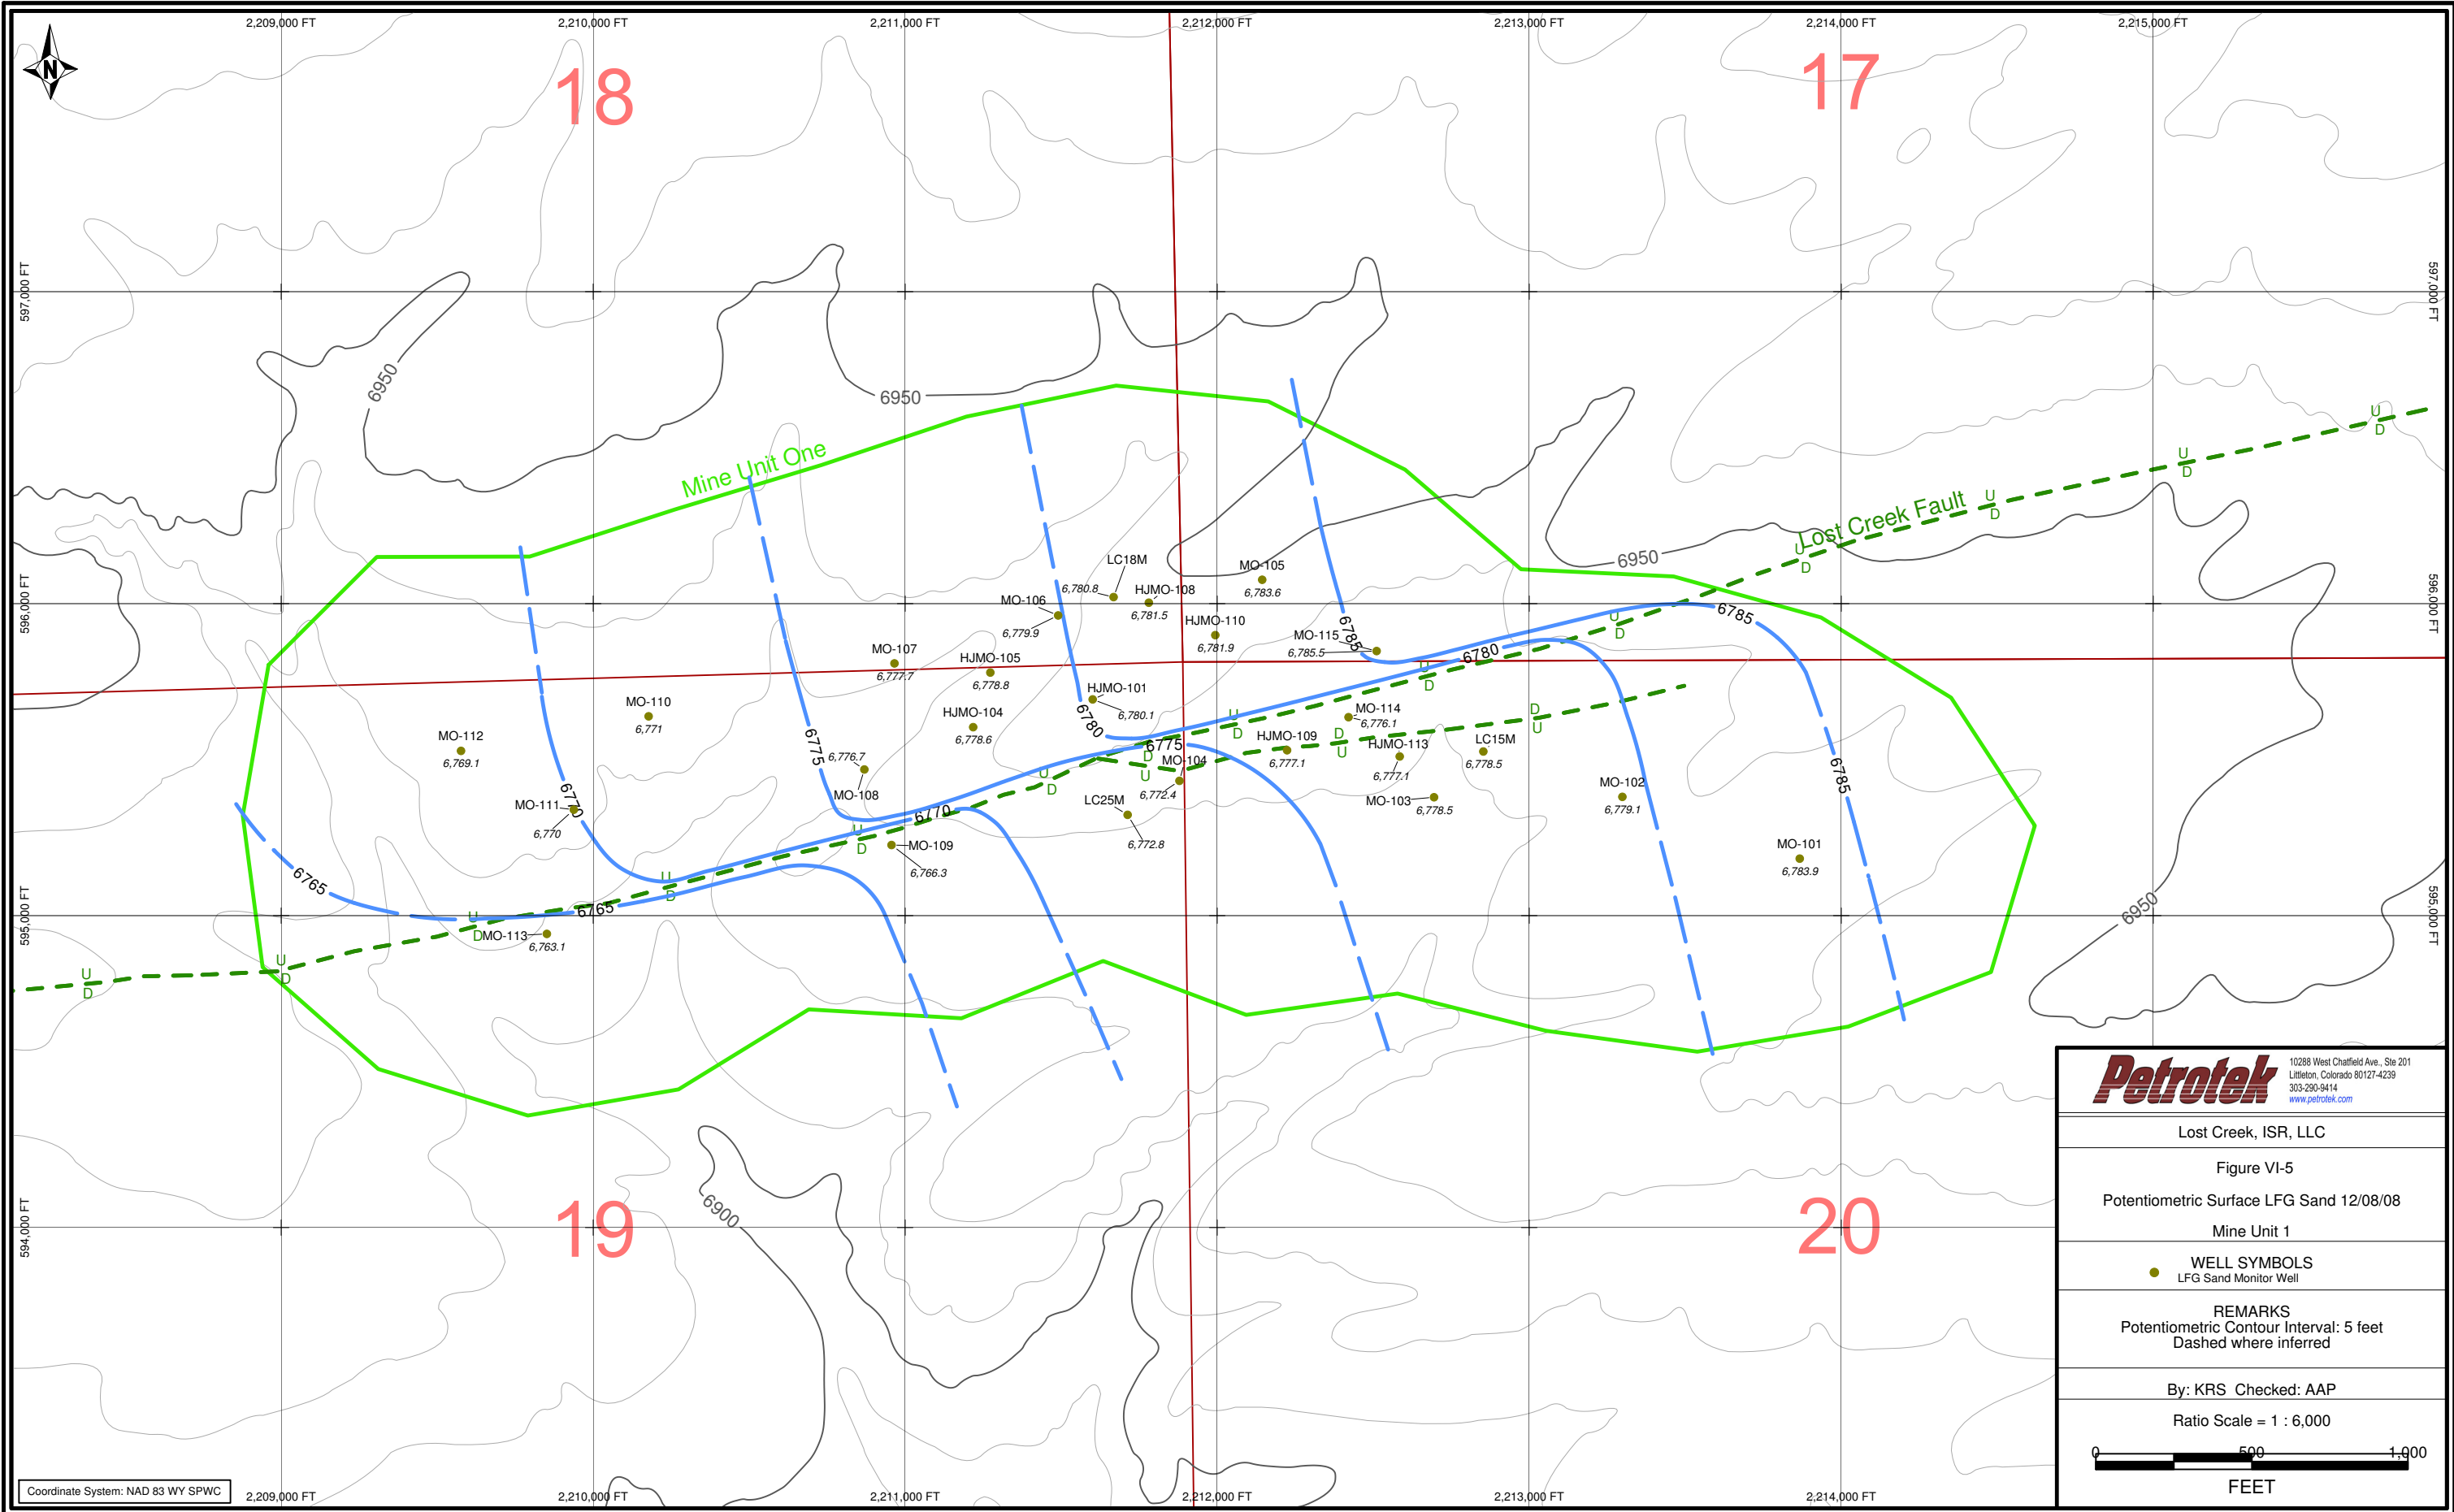 2,209,000 FT
2,210,000 FT
2,211,000 FT
2,212,000 FT
2,213,000 FT
2,214,000 FT
2,215,000 FT
N
18
17
597,000 FT
597,000 FT
6950
6950
Mine Unit One
U
D
U
D
Lost Creek Fault
U
D
U
D
6950
596,000 FT
596,000 FT
LC18M
6,780.8
HJMO-108
6,781.5
MO-105
6,783.6
MO-106
6,779.9
HJMO-110
6,781.9
MO-115
6,785.5
6785
6785
U
D
MO-107
6,777.7
HJMO-105
6,778.8
6780
U
D
HJMO-101
6,780.1
6780
MO-110
6,771
HJMO-104
6,778.6
MO-114
6,776.1
U
D
D
U
D
U
MO-112
6,769.1
6775
6,776.7
MO-108
6775
D
U
MO-104
6,772.4
HJMO-109
6,777.1
HJMO-113
6,777.1
LC15M
6,778.5
6785
MO-111
6,770
6770
U
D
LC25M
6,772.8
MO-103
6,778.5
MO-102
6,779.1
6770
U
D
MO-109
6,766.3
MO-101
6,783.9
6765
U
D
6765
595,000 FT
595,000 FT
6950
U
D
MO-113
6,763.1
U
D
U
D
19
6900
20
594,000 FT
Petrotek
10288 West Chatfield Ave., Ste 201
Littleton, Colorado 80127-4239
303-290-9414
www.petrotek.com
Lost Creek, ISR, LLC
Figure VI-5
Potentiometric Surface LFG Sand 12/08/08
Mine Unit 1
WELL SYMBOLS
LFG Sand Monitor Well
REMARKS
Potentiometric Contour Interval: 5 feet
Dashed where inferred
By: KRS Checked: AAP
Ratio Scale = 1 : 6,000
0 500 1,000
FEET
Coordinate System: NAD 83 WY SPWC
2,209,000 FT
2,210,000 FT
2,211,000 FT
2,212,000 FT
2,213,000 FT
2,214,000 FT